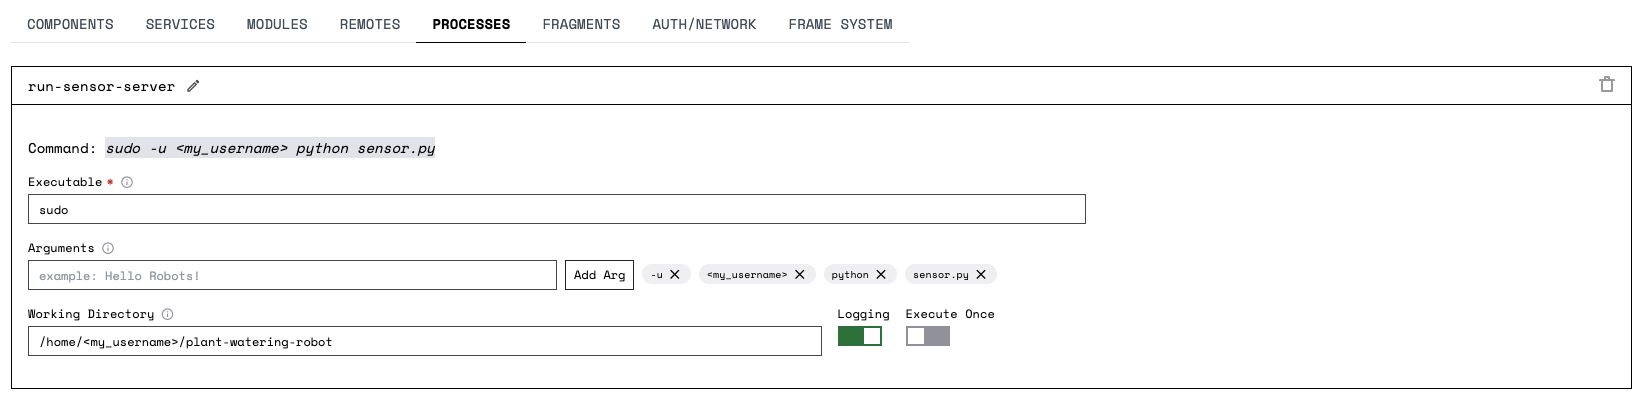 COMPONENTS SERVICES MODULES REMOTES PROCESSES FRAGMENTS AUTH/NETWORK FRAME SYSTEM
run-sensor-server
Command: sudo -u <my_username> python sensor.py
Executable *
sudo
Arguments
example: Hello Robots! Add Arg -u <my_username> python sensor.py
Working Directory Logging Execute Once
/home/<my_username>/plant-watering-robot